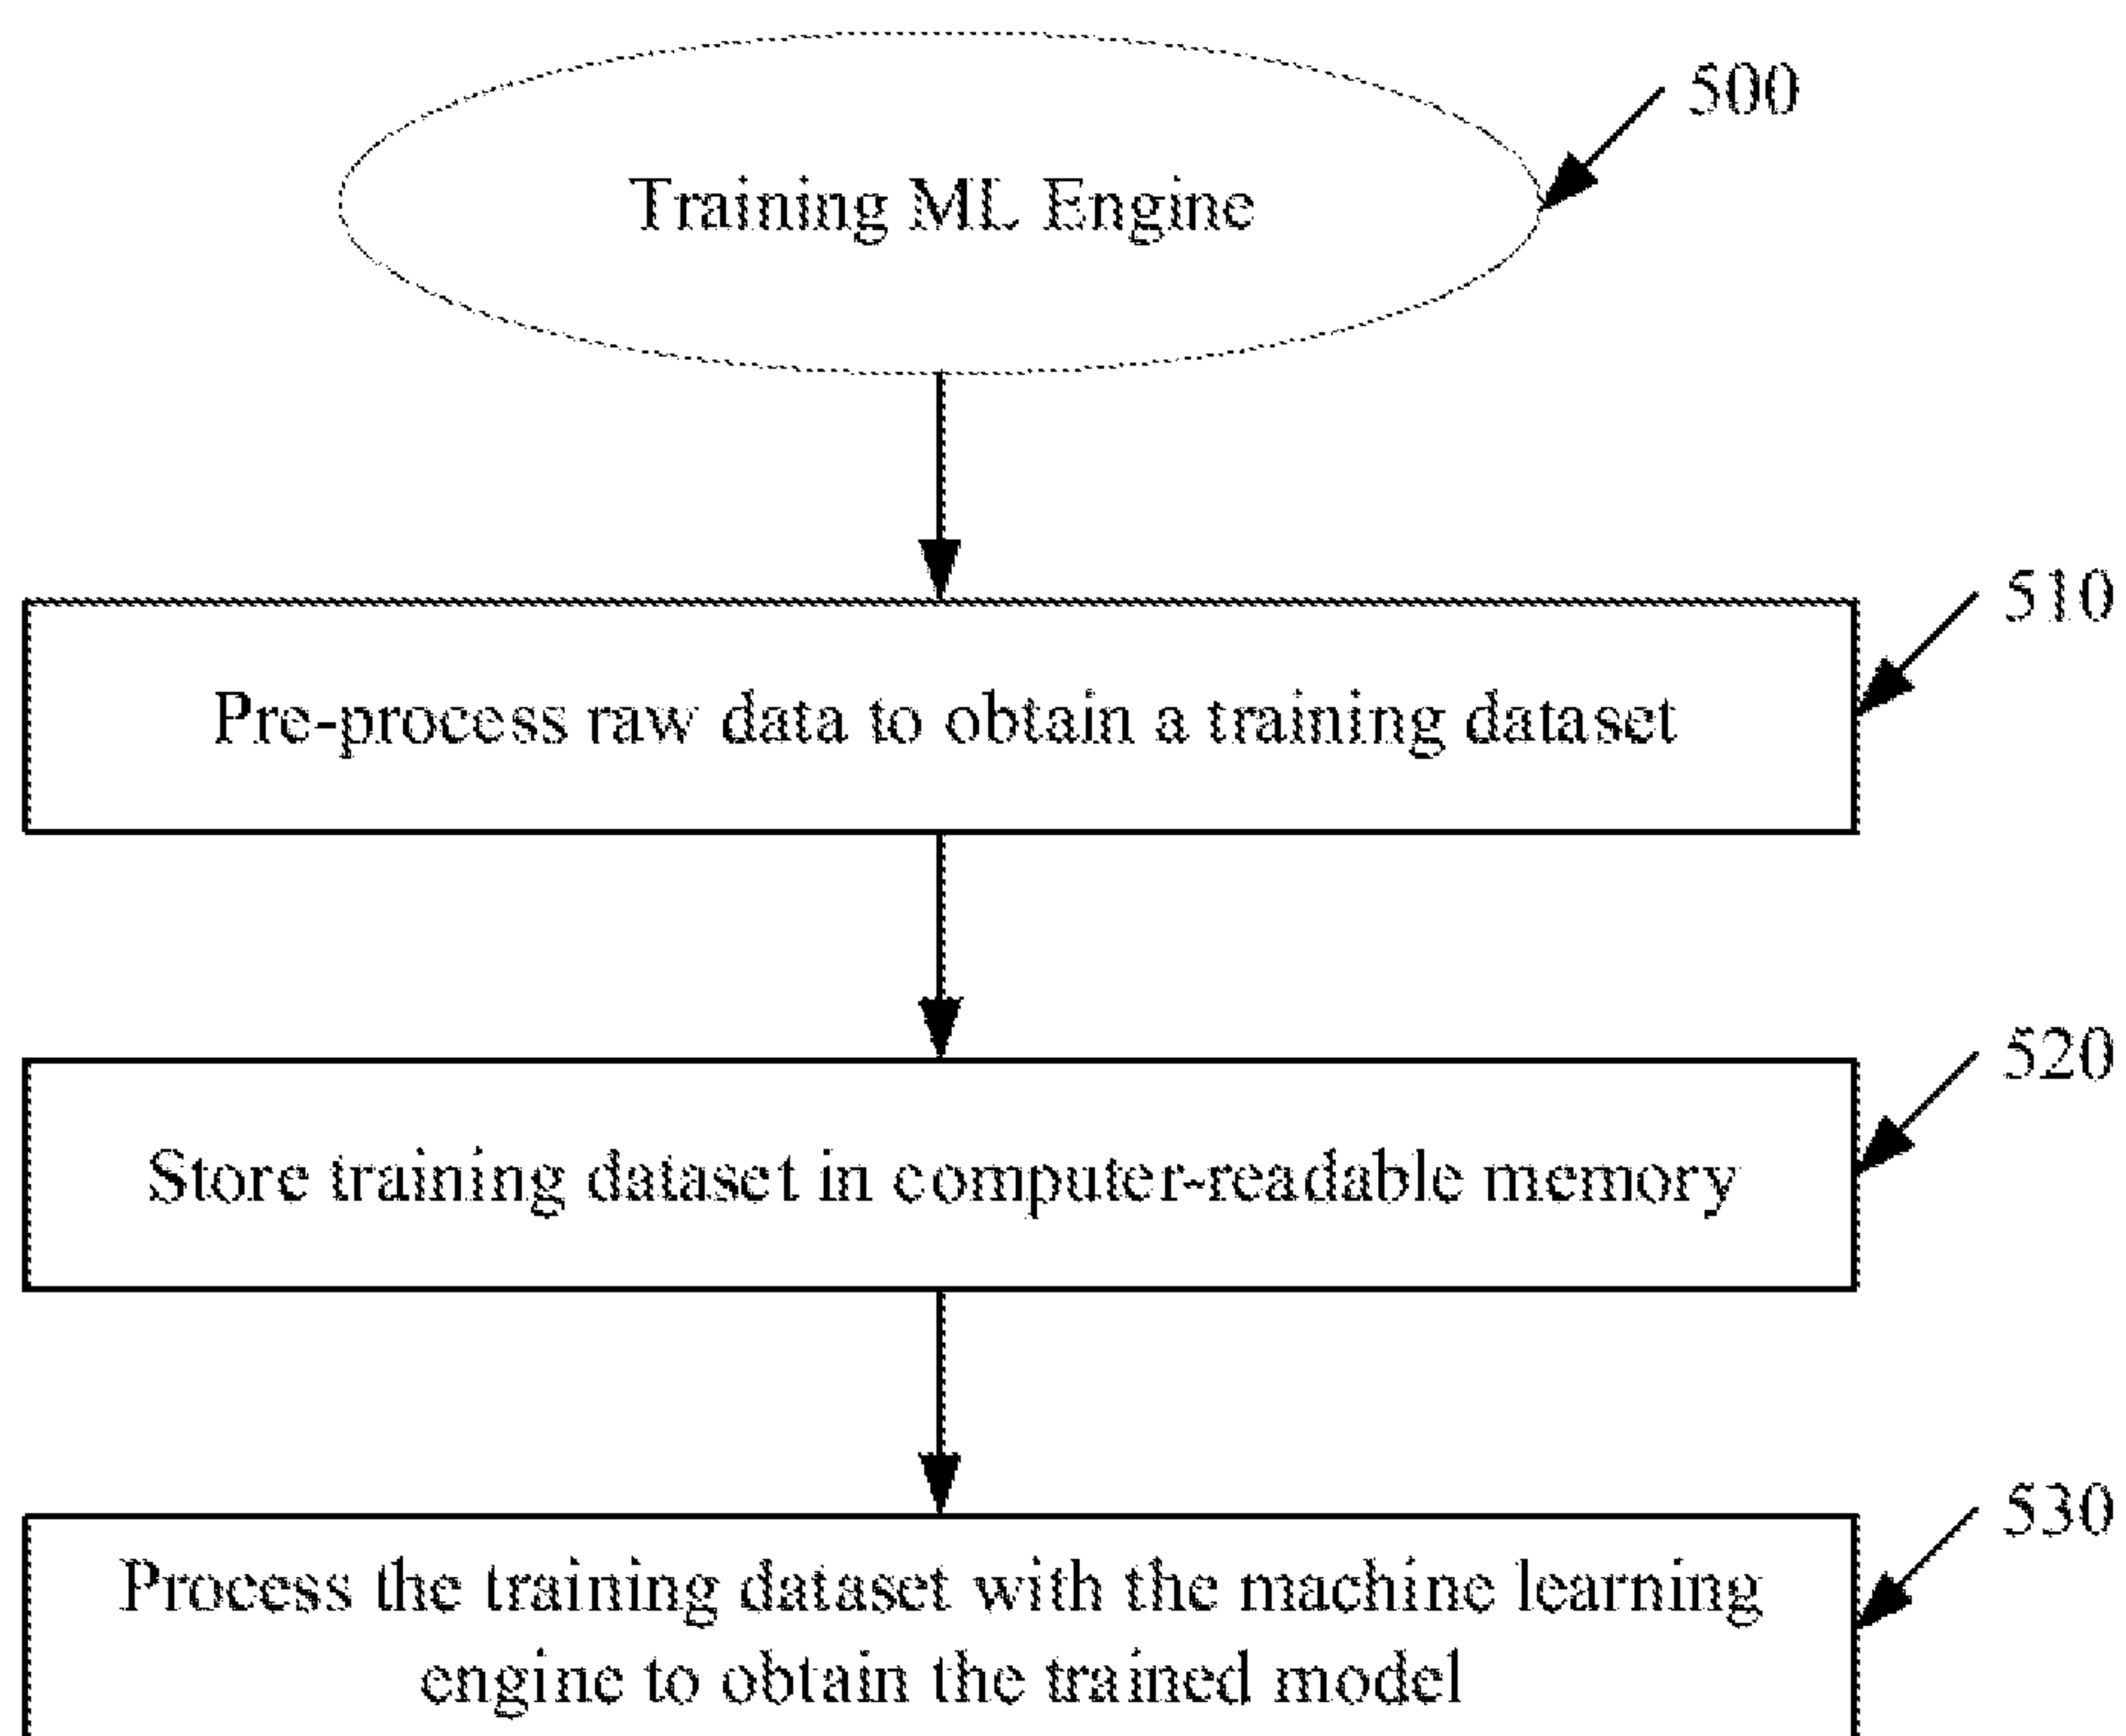 500
Training ML Engine
510
Pre-process raw data to obtain a training dataset
520
Store training dataset in computer-readable memory
530
Process the training dataset with the machine learning
engine to obtain the trained model